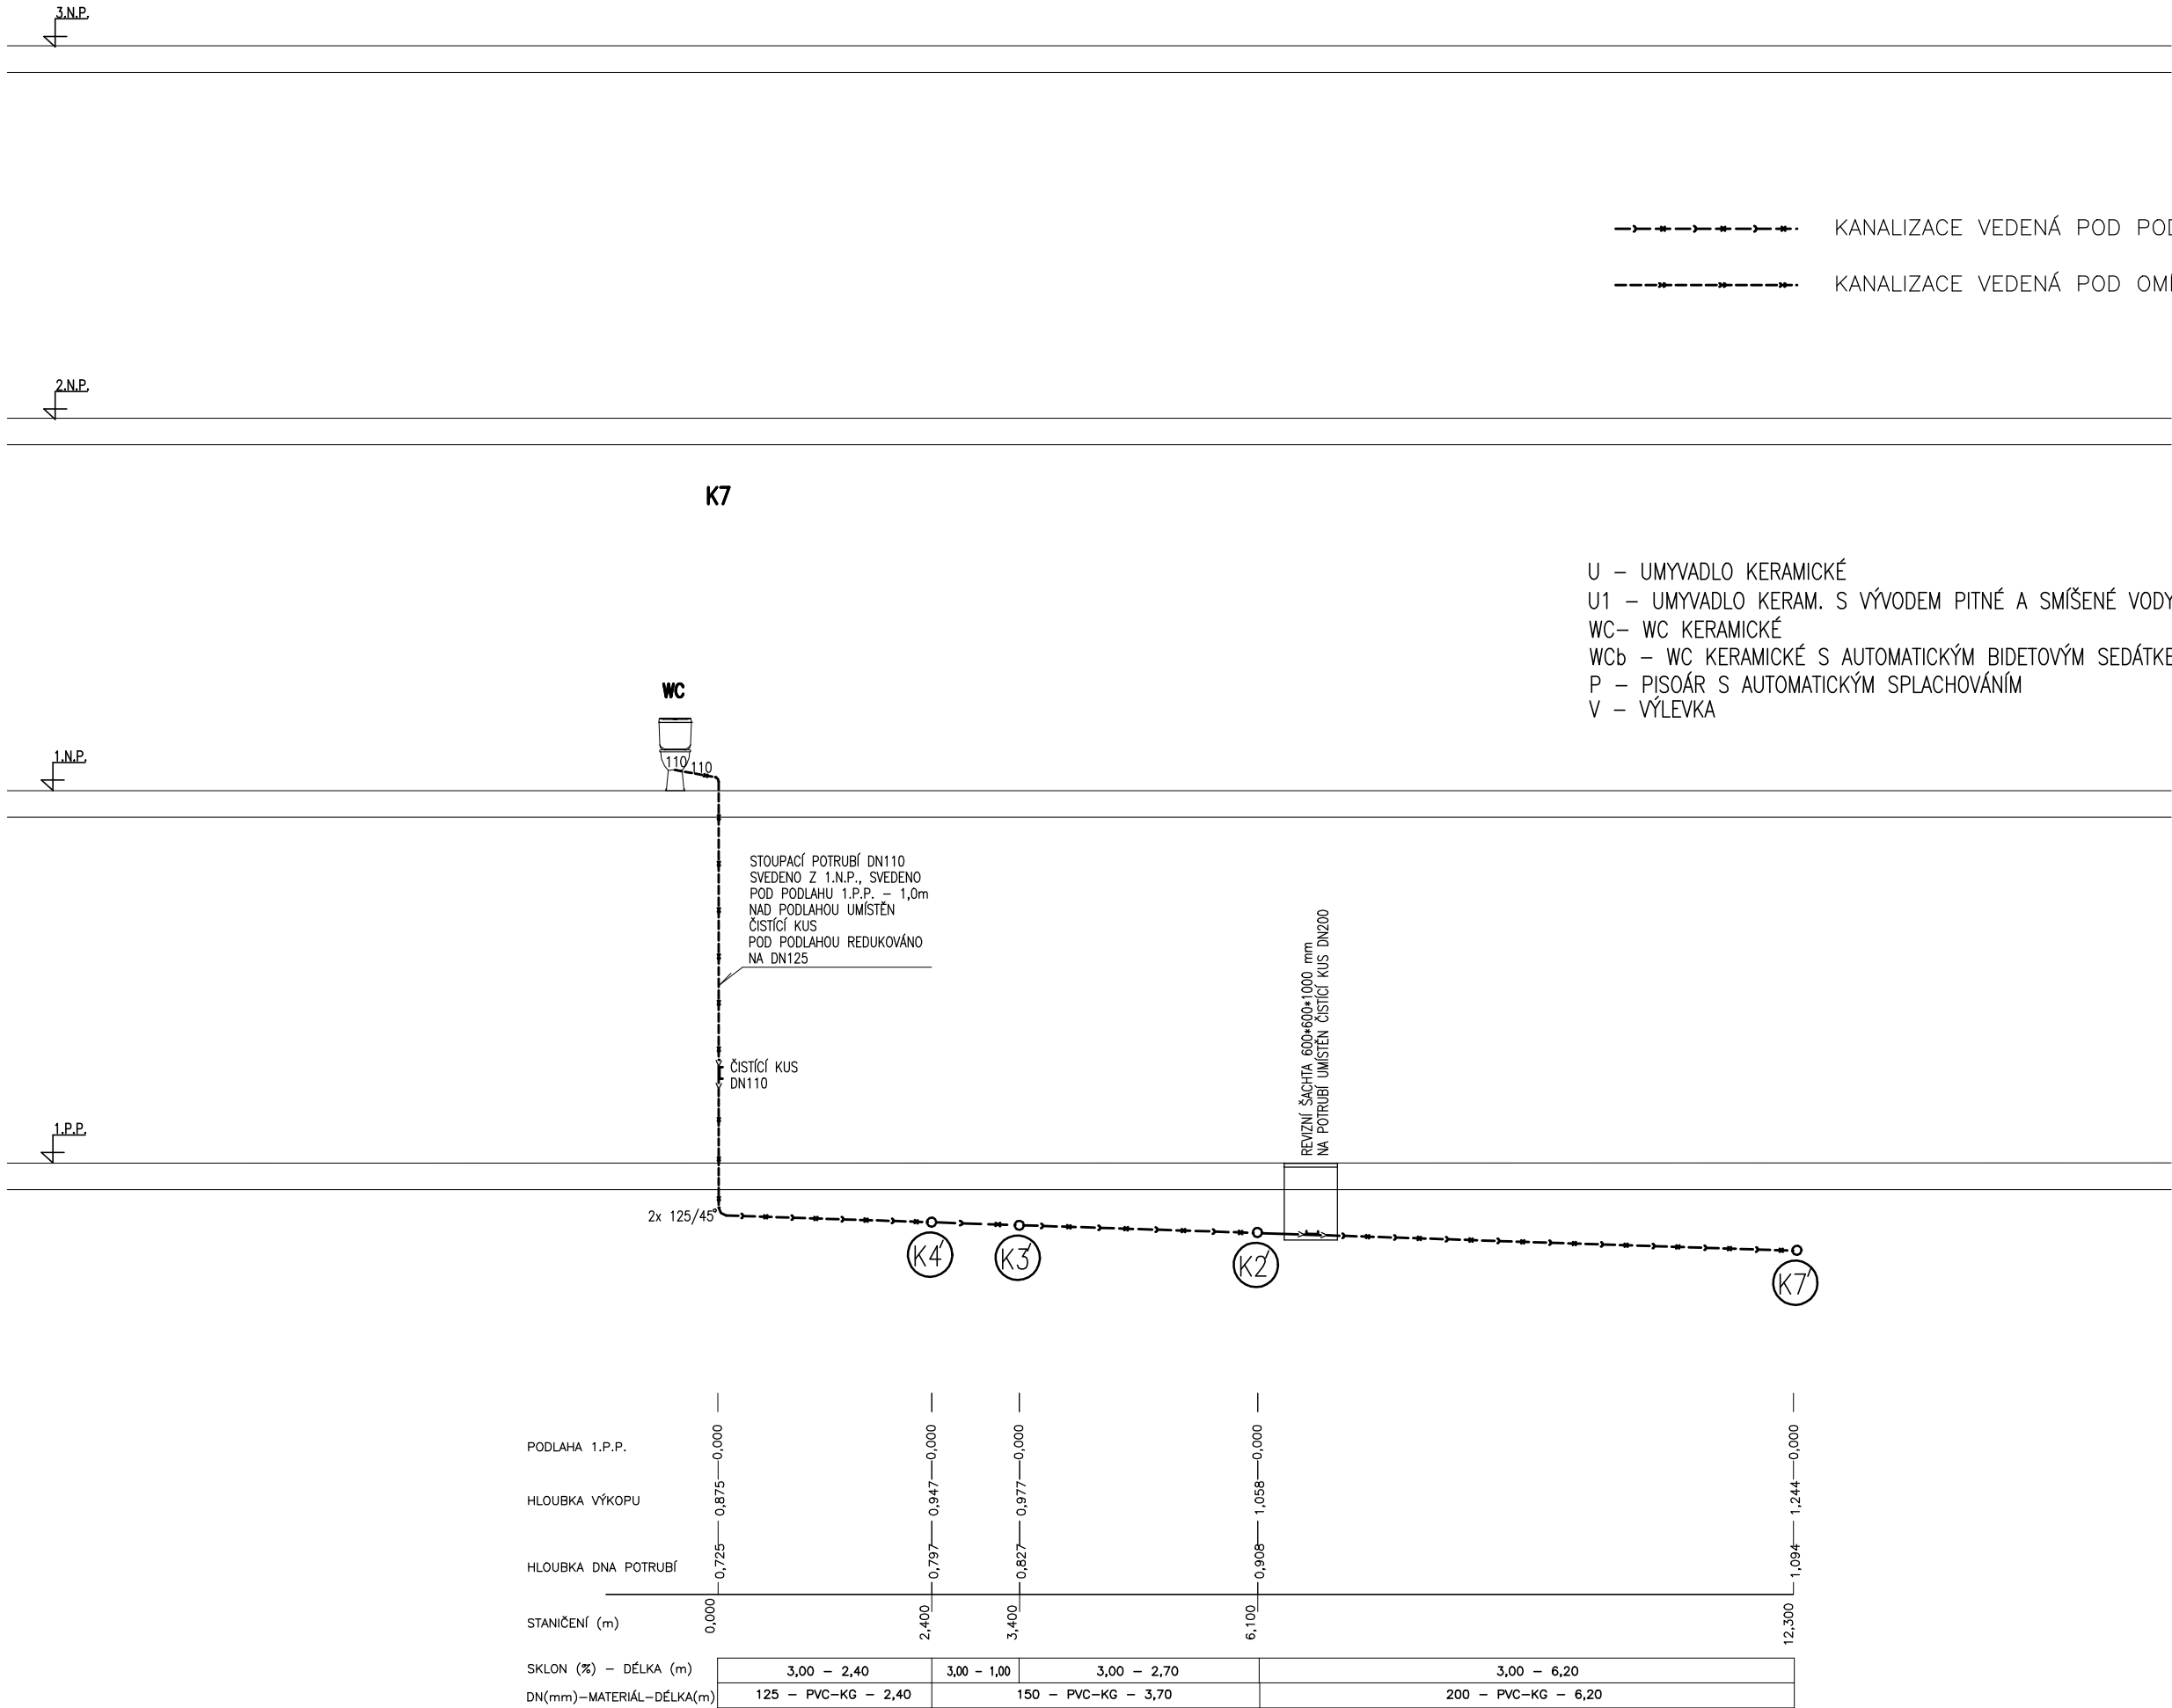 3.N.P.
KANALIZACE VEDENÁ POD
KANALIZACE VEDENÁ POD
2.N.P.
K7
U – UMYVADLO KERAMICKÉ
U1 – UMYVADLO KERAM. S VÝVODEM PITNÉ A SMÍŠENÉ VODY
WC– WC KERAMICKÉ
WCb – WC KERAMICKÉ S AUTOMATICKÝM BIDETOVÝM
P – PISOÁR S AUTOMATICKÝM SPLACHOVÁNÍM
V – VÝLEVKA
WC
1.N.P.
110 110
STOUPACÍ POTRUBÍ DN110
SVEDENO Z 1.N.P., SVEDENO
POD PODLAHU 1.P.P. – 1,0m
NAD PODLAHOU UMÍSTĚN
ČISTÍCÍ KUS
POD PODLAHOU REDUKOVÁNO
NA DN125
REVIZNÍ ŠACHTA 600*600*1000 mm
NA POTRUBÍ UMÍSTĚN ČISTÍCÍ KUS DN200
ČISTÍCÍ KUS
DN110
1.P.P.
2x 125/45°
K4'
K3'
K2'
K7'
PODLAHA 1.P.P. 0,000 0,000 0,000 0,000 0,000
HLOUBKA VÝKOPU 0,875 0,947 0,977 1,058 1,244
HLOUBKA DNA POTRUBÍ 0,725 0,797 0,827 0,908 1,094
STANIČENÍ (m) 0,000 2,400 3,400 6,100 12,300
SKLON (%) – DÉLKA (m) 3,00 – 2,40 3,00 – 1,00 3,00 – 2,70 3,00 – 6,20
DN(mm)–MATERIÁL–DÉLKA(m) 125 – PVC–KG – 2,40 150 – PVC–KG – 3,70 200 – PVC–KG – 6,20